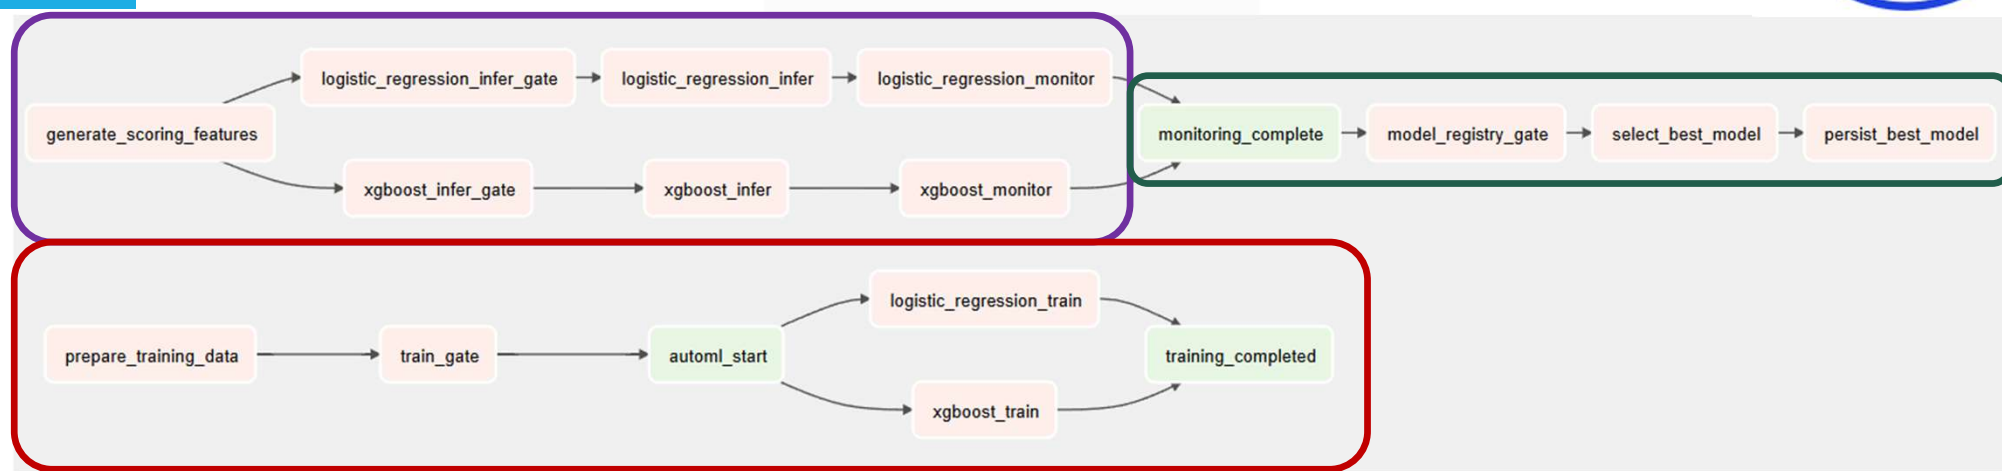 logistic_regression_infer_gate
logistic_regression_infer
logistic_regression_monitor
generate_scoring_features
monitoring_complete
model_registry_gate
select_best_model
persist_best_model
xgboost_infer_gate
xgboost_infer
xgboost_monitor
logistic_regression_train
prepare_training_data
train_gate
automl_start
training_completed
xgboost_train